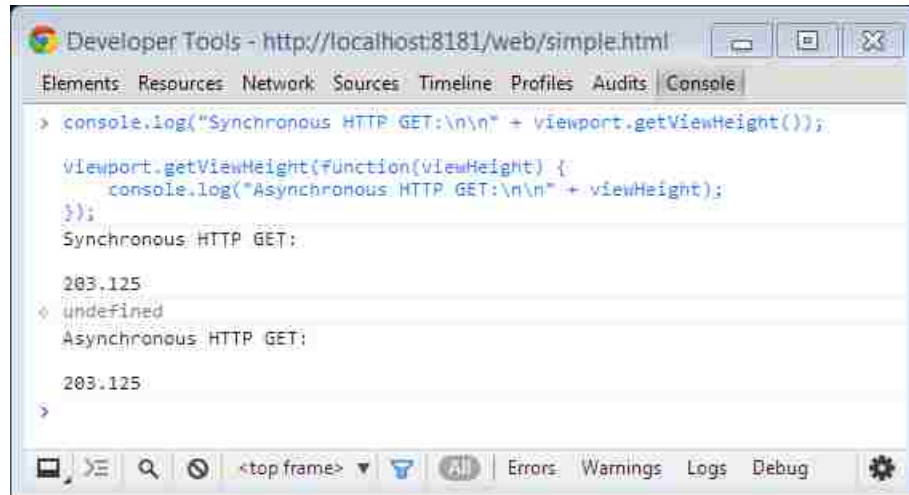 Developer Tools - http://localhost:8181/web/simple.html
Elements Resources Network Sources Timeline Profiles Audits Console
> console.log("Synchronous HTTP GET:\n\n" + viewport.getViewHeight());
viewport.getViewHeight(function(viewHeight) {
console.log("Asynchronous HTTP GET:\n\n" + viewHeight);
});
Synchronous HTTP GET:
203.125
undefined
Asynchronous HTTP GET:
203.125
>
<top frame> ▼ All Errors Warnings Logs Debug